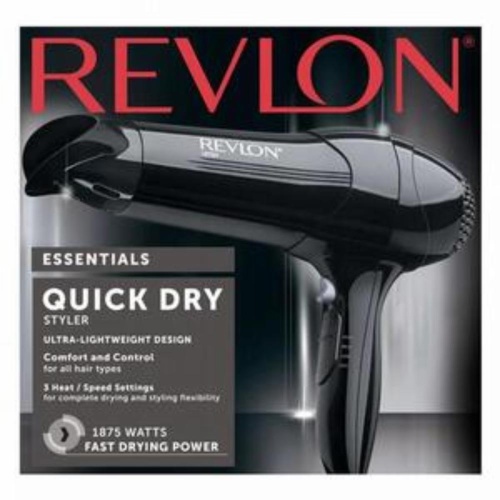 REVLON®
REVLON®
ESSENTIALS
QUICK DRY
STYLER
ULTRA-LIGHTWEIGHT DESIGN
Comfort and Control
for all hair types
3 Heat / Speed Settings
for complete drying and styling flexibility
1875 WATTS
FAST DRYING POWER